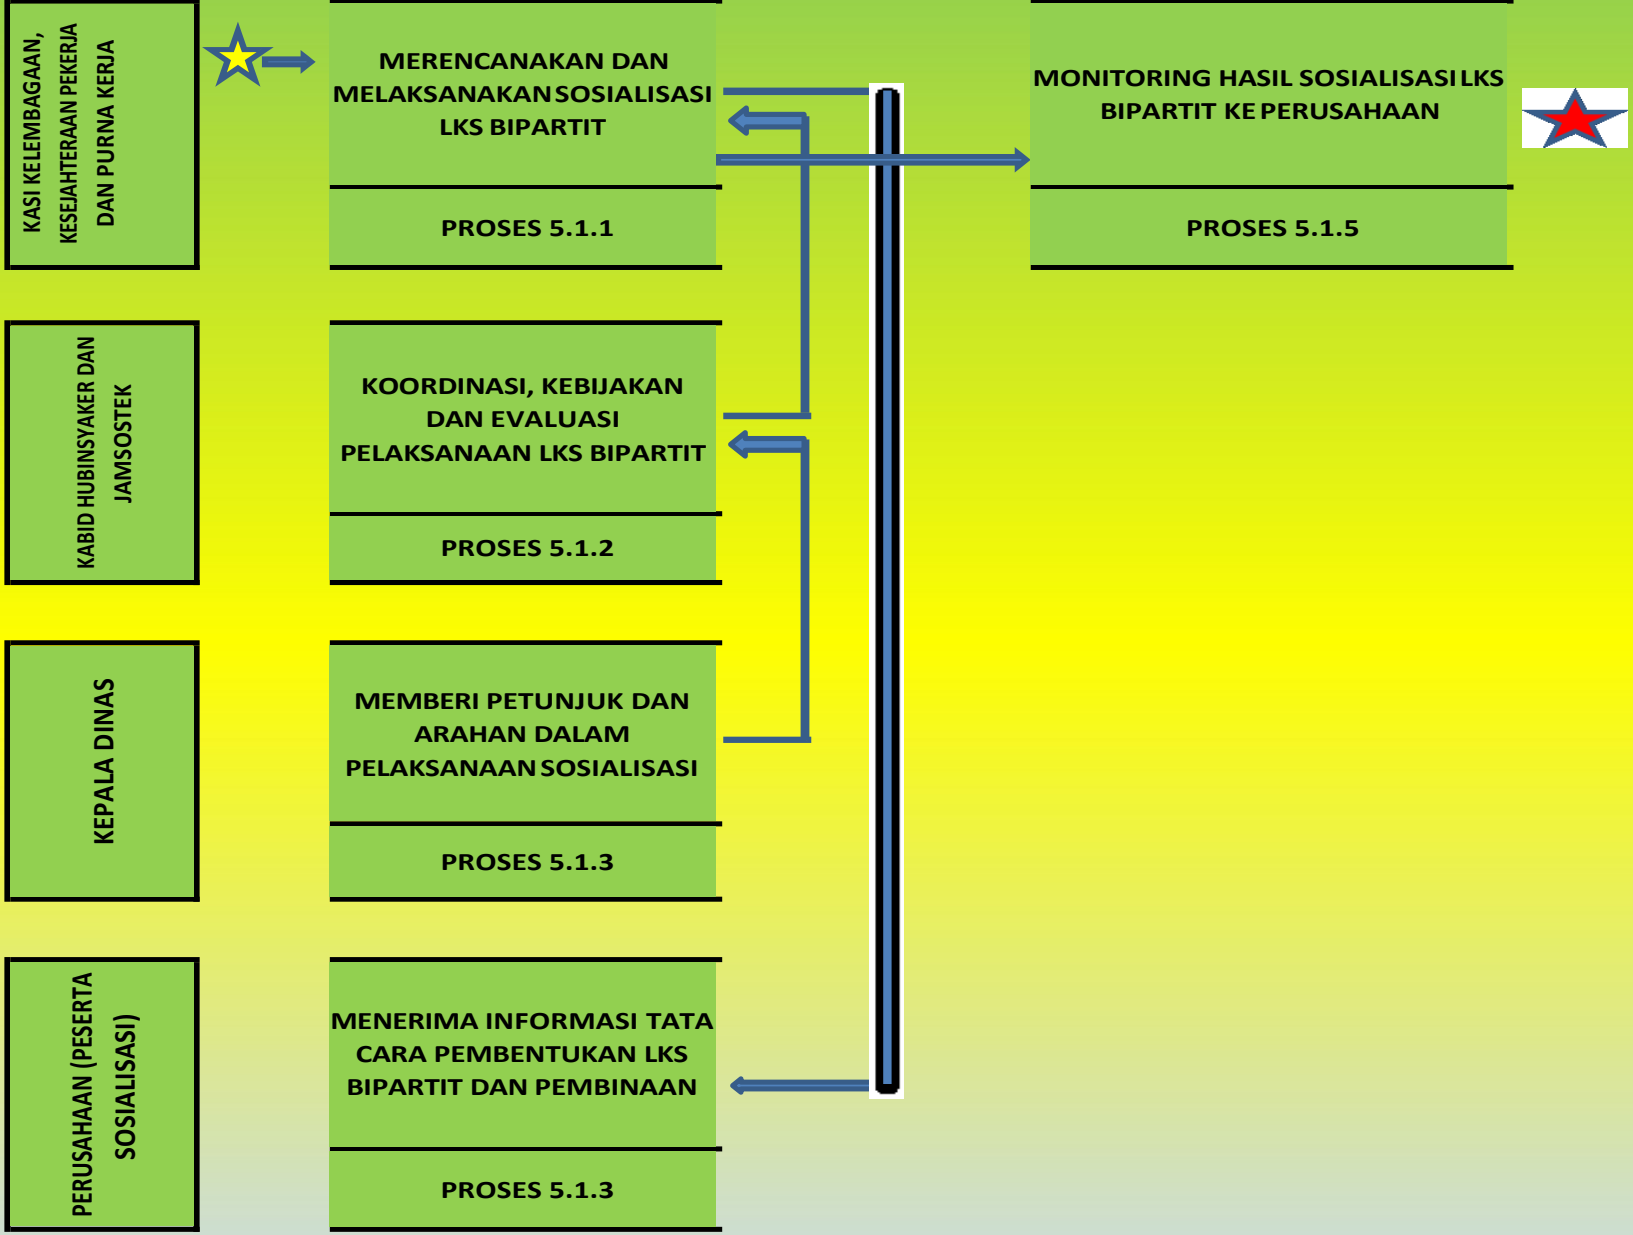 KASI KELEMBAGAAN,
KESEJAHTERAAN PEKERJA
DAN PURNA KERJA
MERENCANAKAN DAN
MELAKSANAKAN SOSIALISASI
LKS BIPARTIT
PROSES 5.1.1
MONITORING HASIL SOSIALISASI LKS
BIPARTIT KE PERUSAHAAN
PROSES 5.1.5
KABID HUBINSYAKER DAN
JAMSOSTEK
KOORDINASI, KEBIJAKAN
DAN EVALUASI
PELAKSANAAN LKS BIPARTIT
PROSES 5.1.2
KEPALA DINAS
MEMBERI PETUNJUK DAN
ARAHAN DALAM
PELAKSANAAN SOSIALISASI
PROSES 5.1.3
PERUSAHAAN (PESERTA
SOSIALISASI)
MENERIMA INFORMASI TATA
CARA PEMBENTUKAN LKS
BIPARTIT DAN PEMBINAAN
PROSES 5.1.3